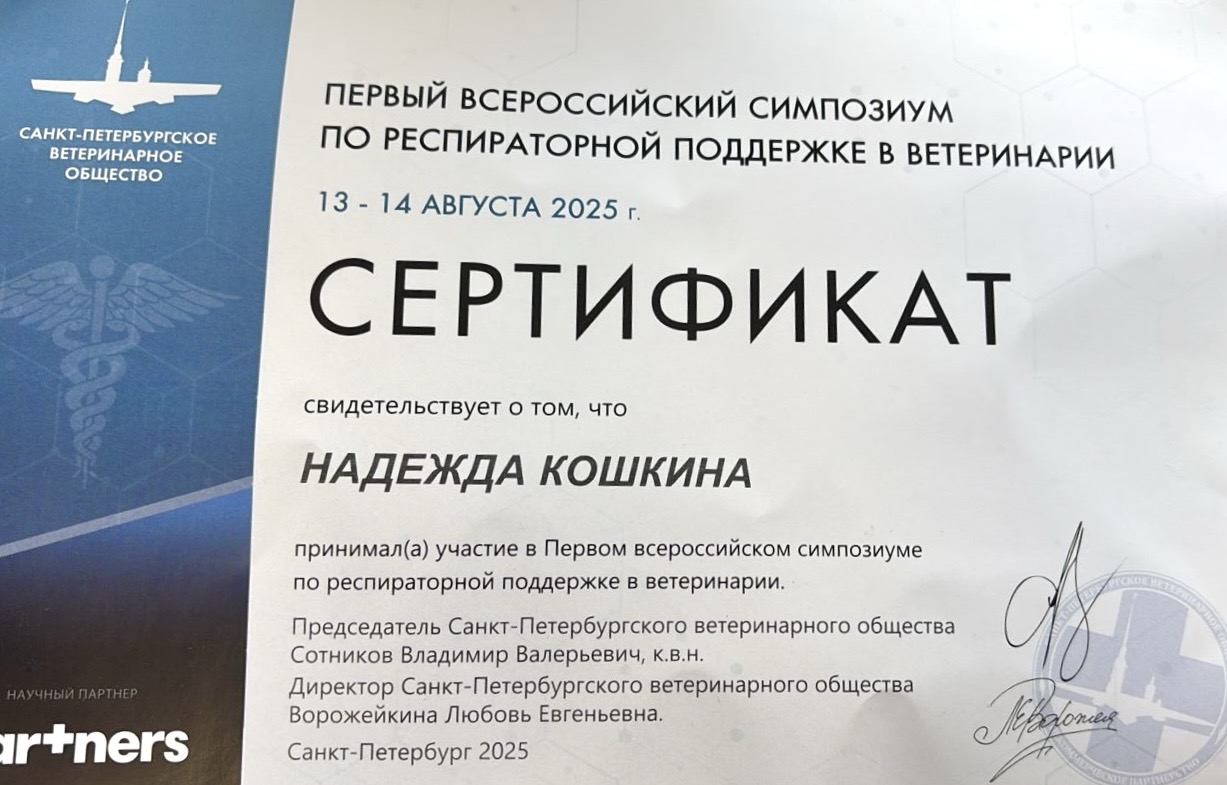 САНКТ-ПЕТЕРБУРГСКОЕ
ВЕТЕРИНАРНОЕ
ОБЩЕСТВО
ПЕРВЫЙ ВСЕРОССИЙСКИЙ СИМПОЗИУМ
ПО РЕСПИРАТОРНОЙ ПОДДЕРЖКЕ В ВЕТЕРИНАРИИ
13 - 14 АВГУСТА 2025 г.
СЕРТИФИКАТ
свидетельствует о том, что
НАДЕЖДА КОШКИНА
принимал(а) участие в Первом всероссийском симпозиуме
по респираторной поддержке в ветеринарии.
Председатель Санкт-Петербургского ветеринарного общества
Сотников Владимир Валерьевич, к.в.н.
Директор Санкт-Петербургского ветеринарного общества
Ворожейкина Любовь Евгеньевна.
Санкт-Петербург 2025
НАУЧНЫЙ ПАРТНЕР
ar+ners